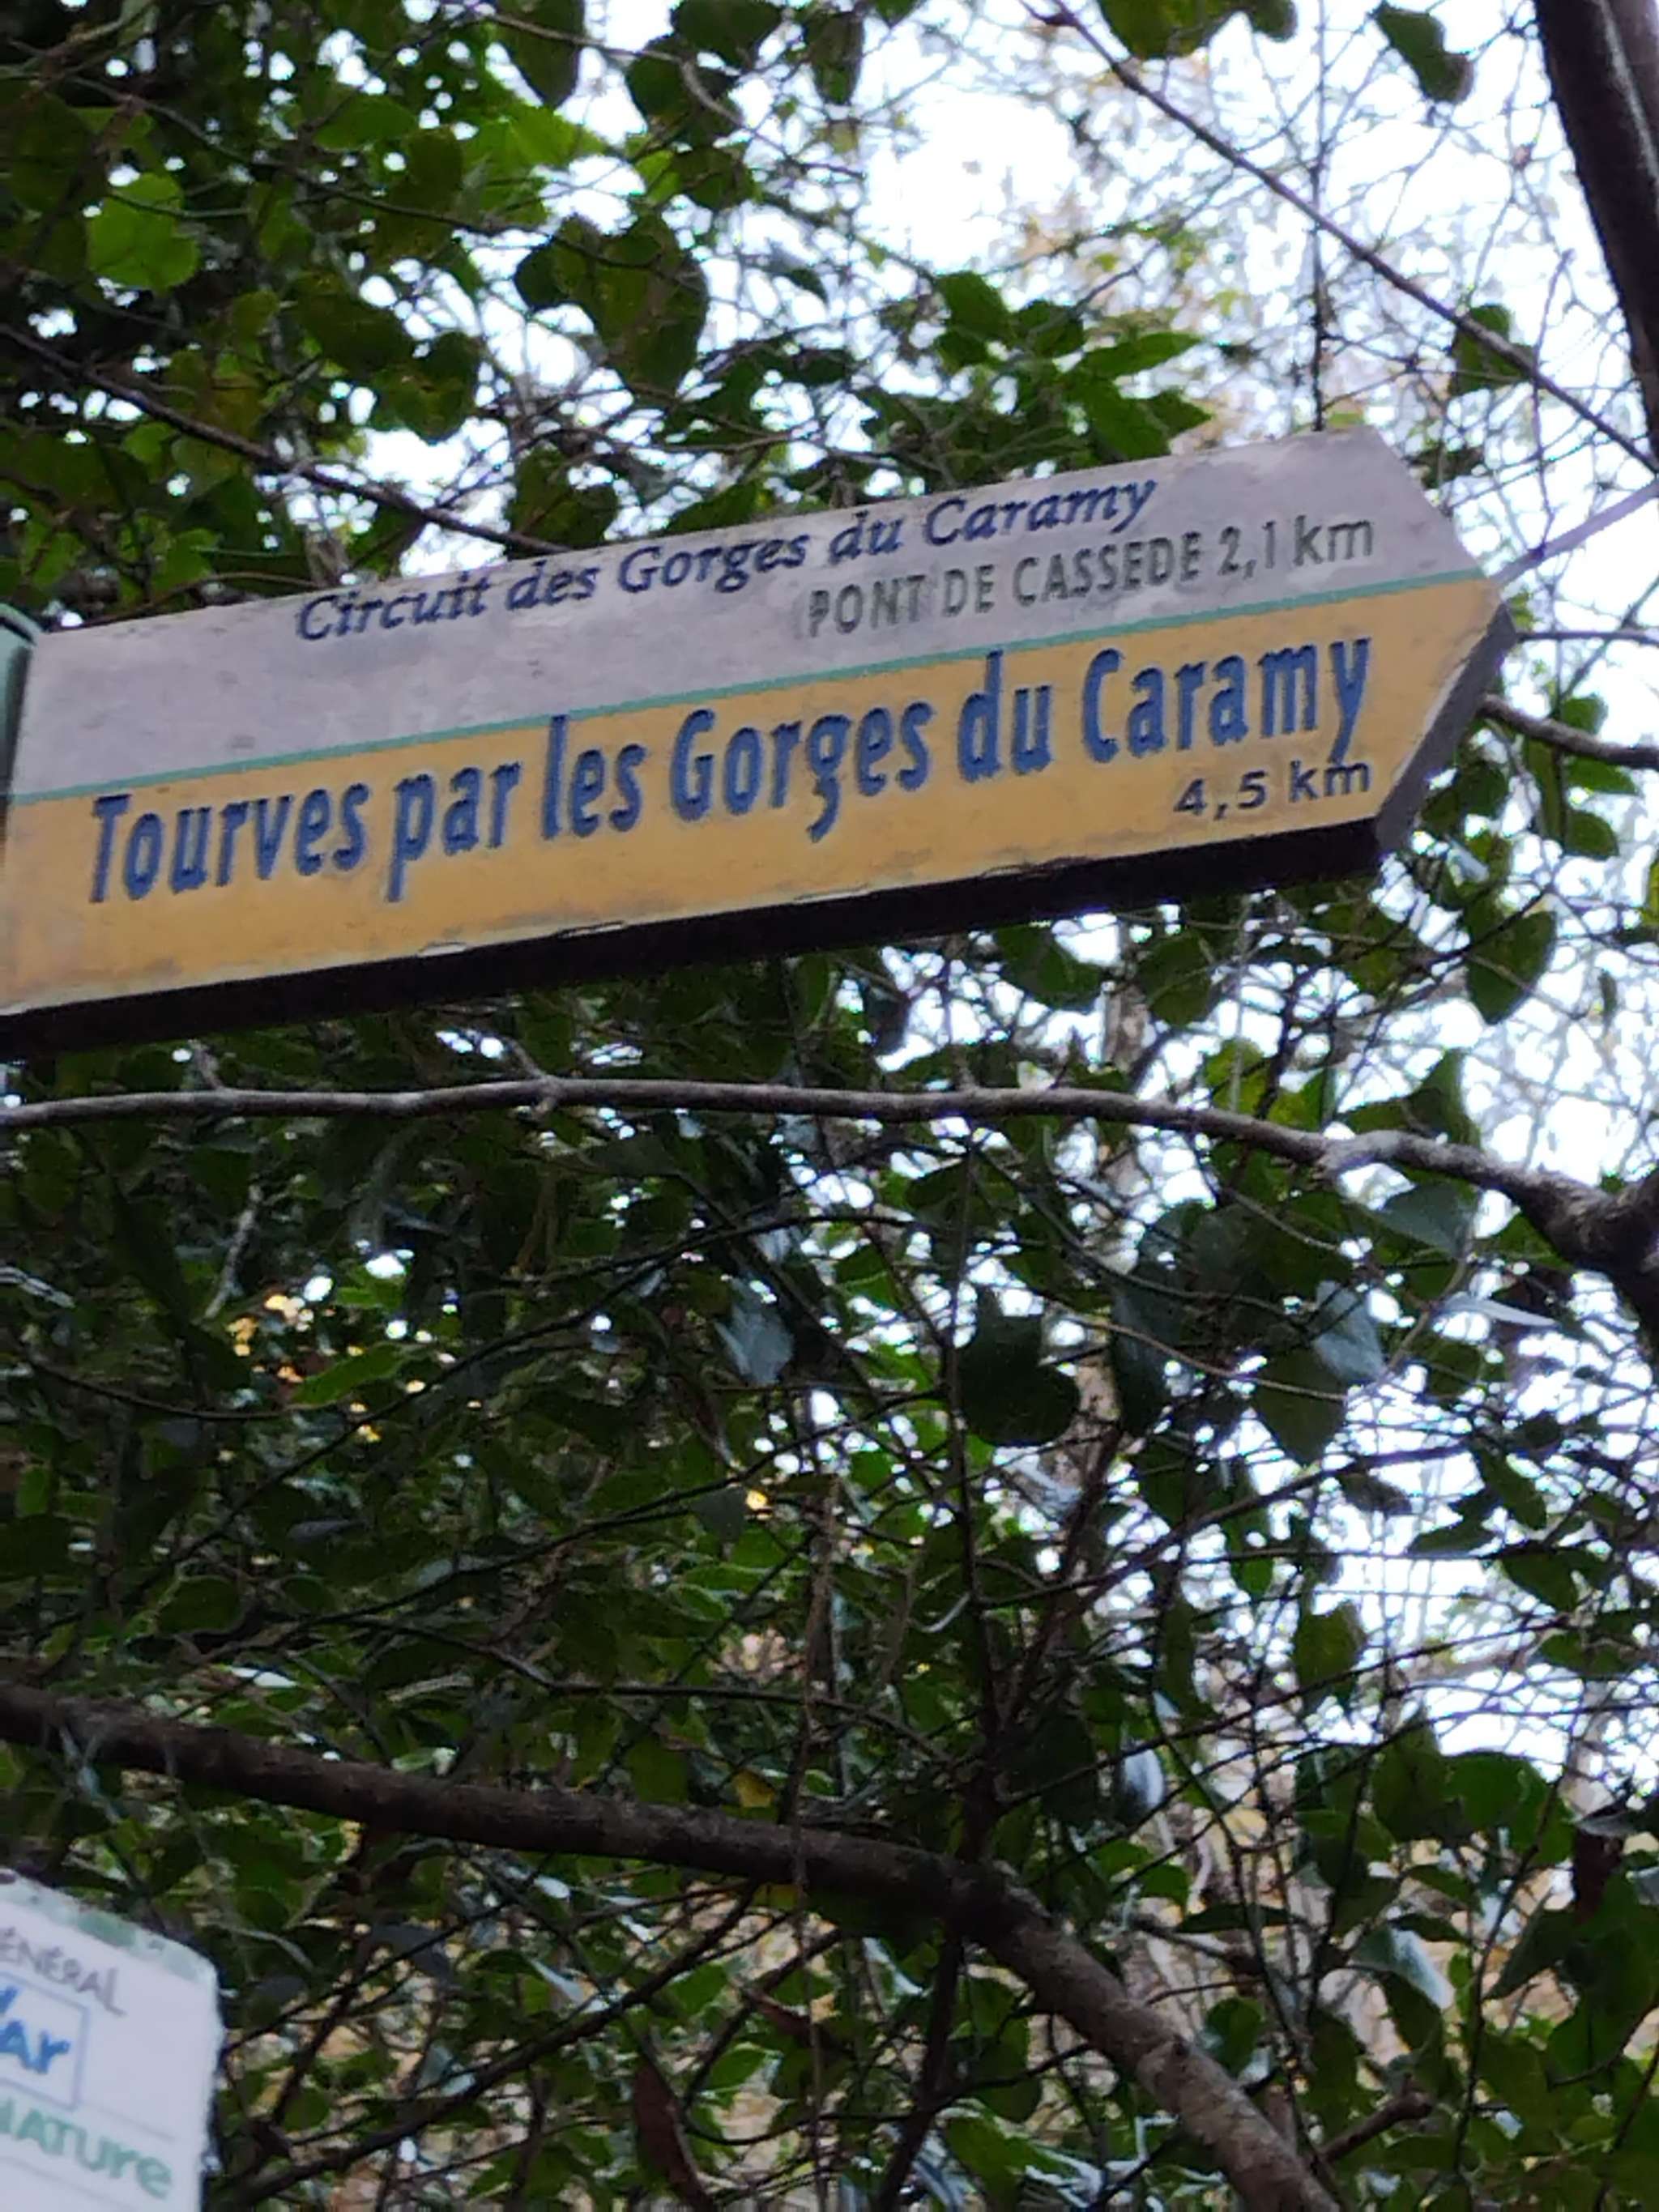 Circuit des Gorges du Caramy
PONT DE CASSEDE 2,1 km
Tourves par les Gorges du Caramy
4,5 km